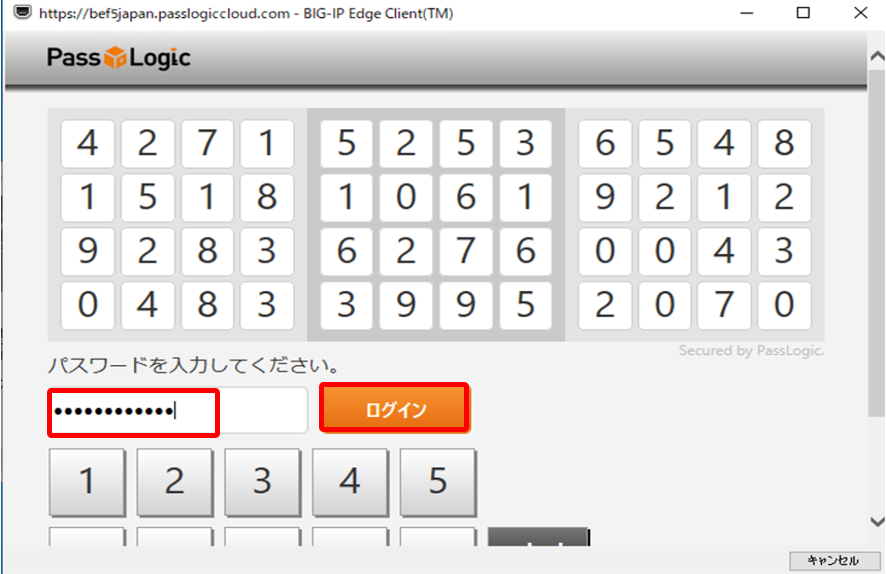 https://bef5japan.passlogiccloud.com - BIG-IP Edge Client(TM)
PassLogic
4 2 7 1 5 2 5 3 6 5 4 8
1 5 1 8 1 0 6 1 9 2 1 2
9 2 8 3 6 2 7 6 0 0 4 3
0 4 8 3 3 9 9 5 2 0 7 0
Secured by PassLogic.
パスワードを入力してください。
●●●●●●●●●●●● ログイン
1 2 3 4 5
キャンセル